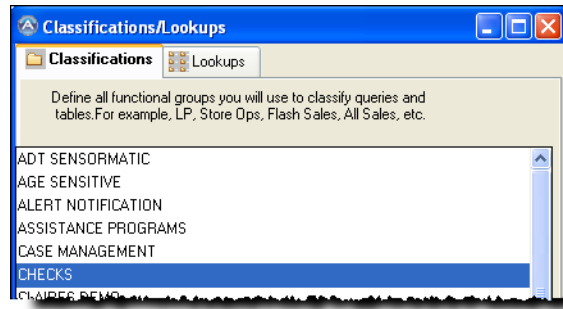 Classifications/Lookups
Classifications
Lookups
Define all functional groups you will use to classify queries and
tables.For example, LP, Store Ops, Flash Sales, All Sales, etc.
ADT SENSORMATIC
AGE SENSITIVE
ALERT NOTIFICATION
ASSISTANCE PROGRAMS
CASE MANAGEMENT
CHECKS